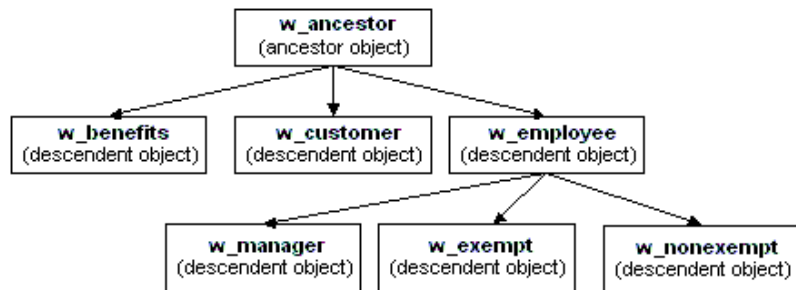 w_ancestor
(ancestor object)
w_benefits
(descendent object)
w_customer
(descendent object)
w_employee
(descendent object)
w_manager
(descendent object)
w_exempt
(descendent object)
w_nonexempt
(descendent object)